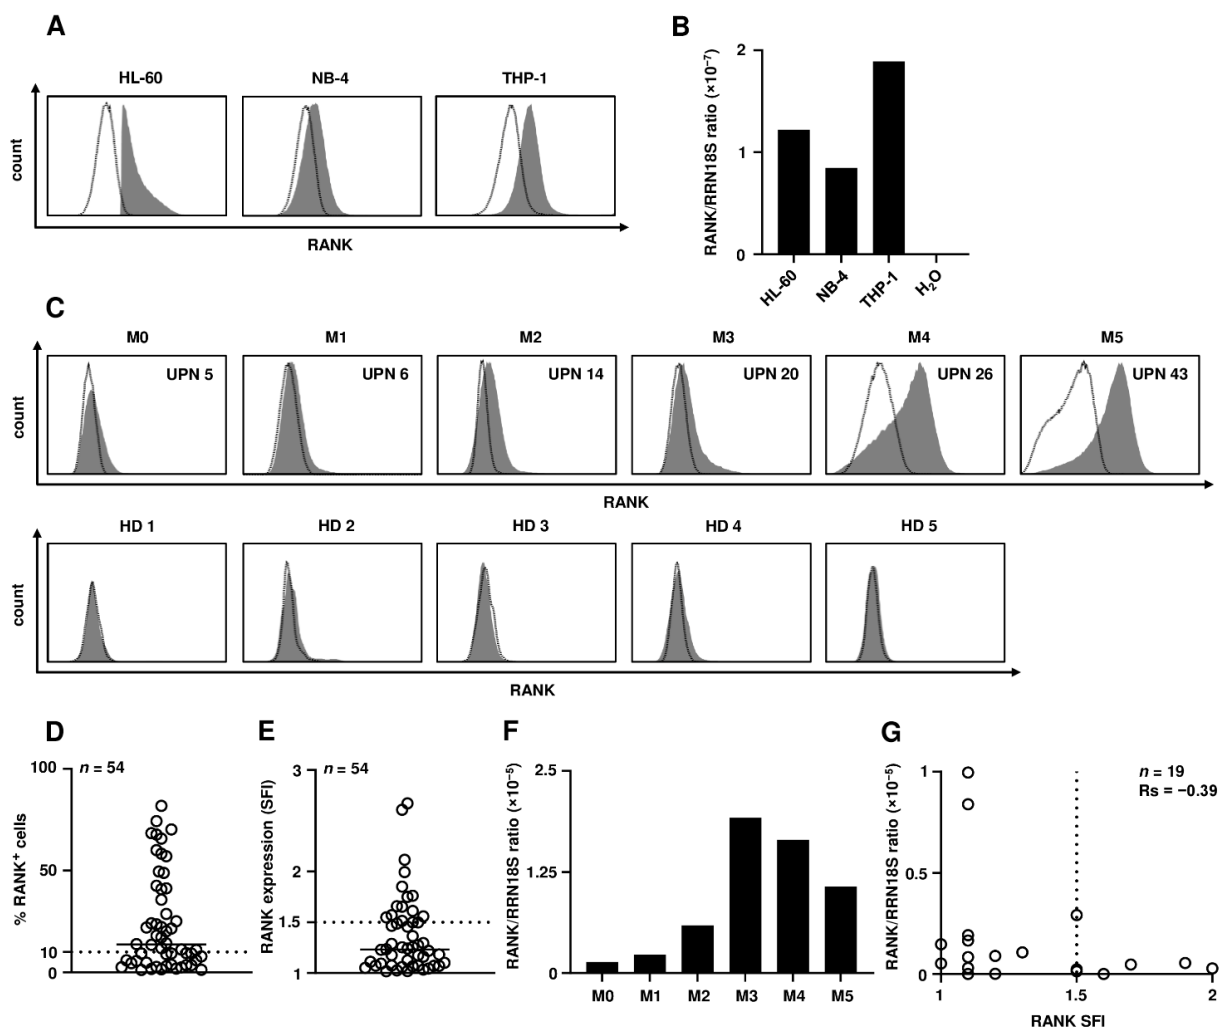 A
B
HL-60 NB-4 THP-1
count
RANK
RANK/RRN18S ratio (×10⁻⁷)
2
1
0
HL-60 NB-4 THP-1 H₂O
C
M0 M1 M2 M3 M4 M5
UPN 5 UPN 6 UPN 14 UPN 20 UPN 26 UPN 43
count
RANK
HD 1 HD 2 HD 3 HD 4 HD 5
count
RANK
D
% RANK⁺ cells
n = 54
100
50
10
0
E
RANK expression (SFI)
n = 54
3
2
1.5
1
F
RANK/RRN18S ratio (×10⁻⁵)
2.5
1.25
0
M0 M1 M2 M3 M4 M5
G
RANK/RRN18S ratio (×10⁻⁵)
n = 19
Rs = −0.39
1
0.5
0
1 1.5 2
RANK SFI